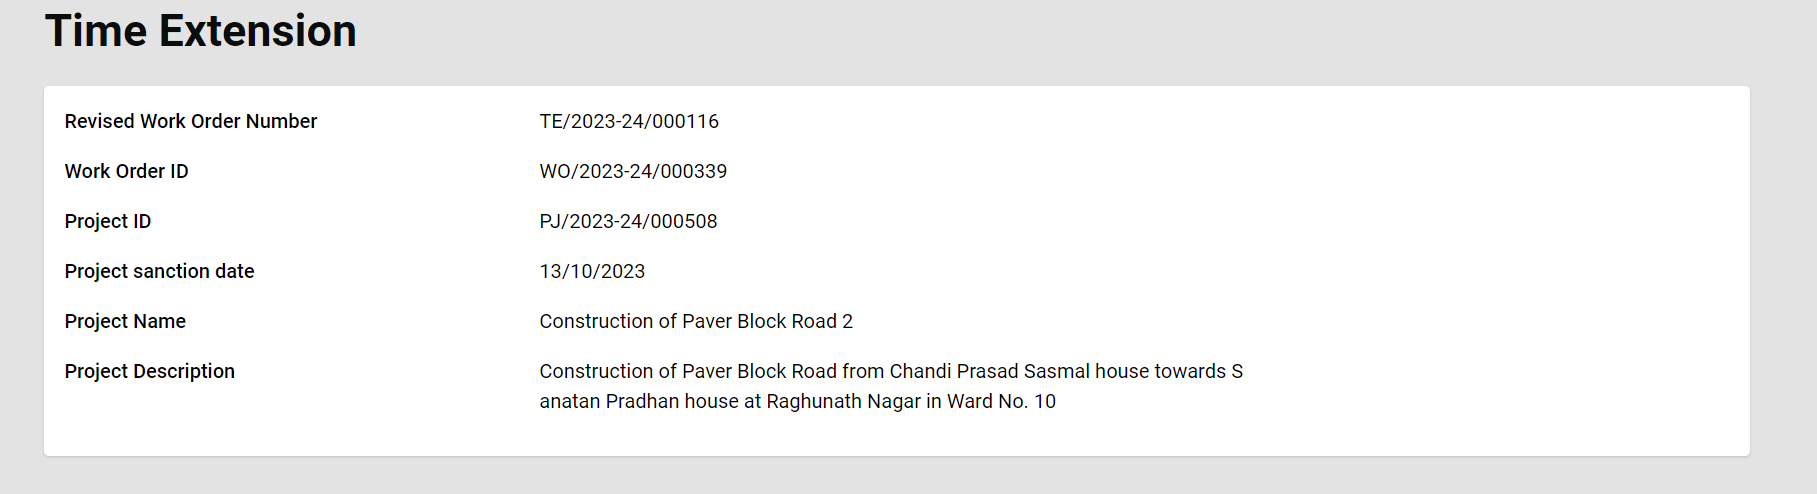 Time Extension
Revised Work Order Number TE/2023-24/000116
Work Order ID WO/2023-24/000339
Project ID PJ/2023-24/000508
Project sanction date 13/10/2023
Project Name Construction of Paver Block Road 2
Project Description Construction of Paver Block Road from Chandi Prasad Sasmal house towards S
anatan Pradhan house at Raghunath Nagar in Ward No. 10